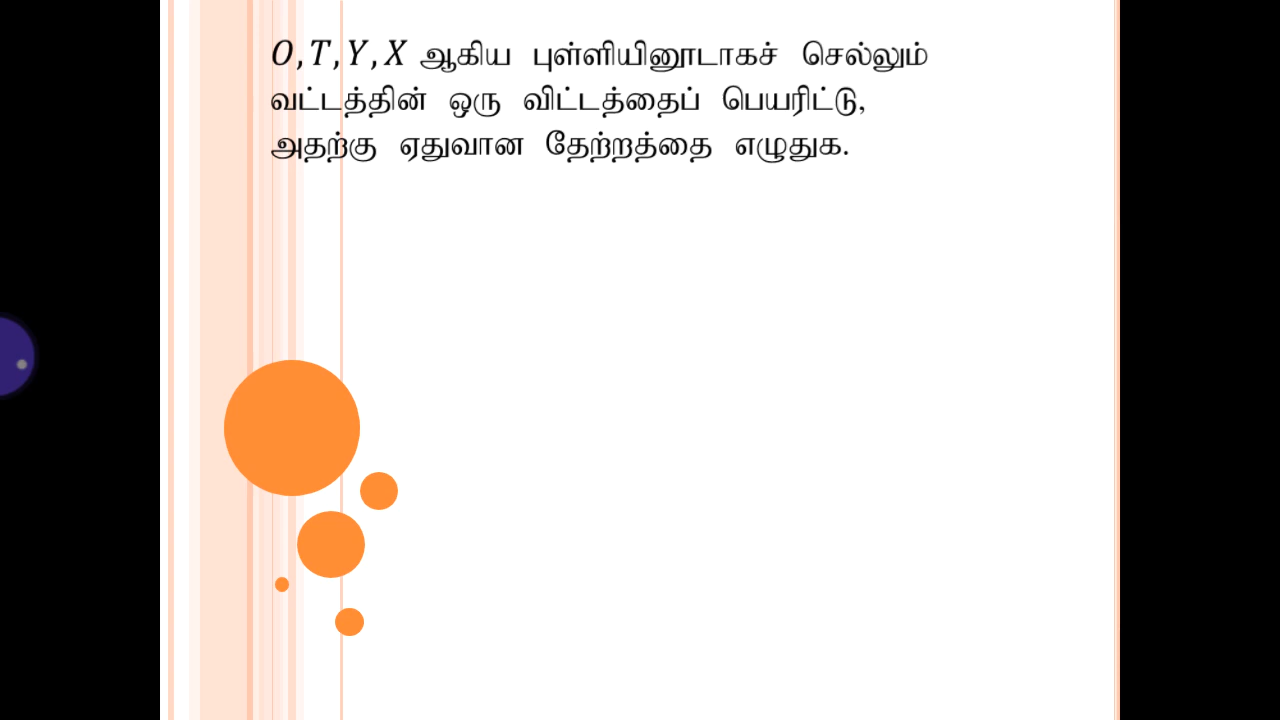 O, T, Y, X ஆகிய புள்ளியினூடாகச் செல்லும்
வட்டத்தின் ஒரு விட்டத்தைப் பெயரிட்டு,
அதற்கு ஏதுவான தேற்றத்தை எழுதுக.